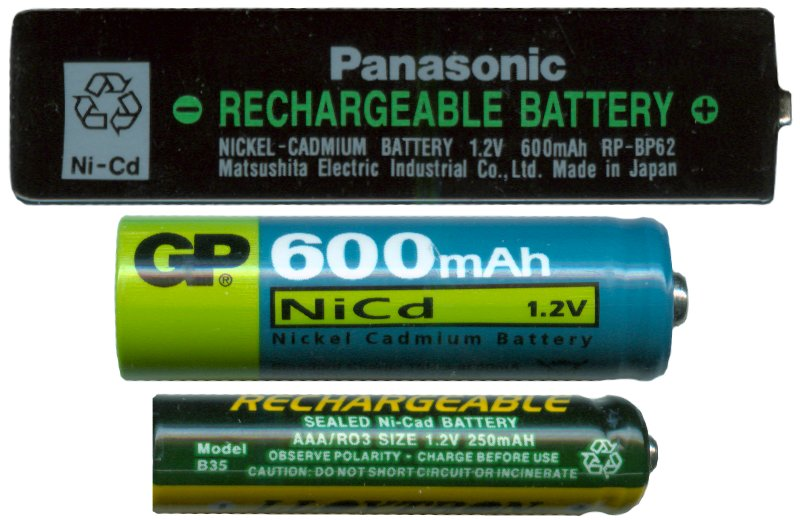 Panasonic
RECHARGEABLE BATTERY
NICKEL-CADMIUM BATTERY 1.2V 600mAh RP-BP62
Matsushita Electric Industrial Co.,Ltd. Made in Japan
Ni-Cd
GP®
600mAh
NiCd 1.2V
Nickel Cadmium Battery
RECHARGEABLE
SEALED Ni-Cad BATTERY
AAA/RO3 SIZE 1.2V 250mAH
Model
B35
OBSERVE POLARITY - CHARGE BEFORE USE
CAUTION: DO NOT SHORT CIRCUIT OR INCINERATE